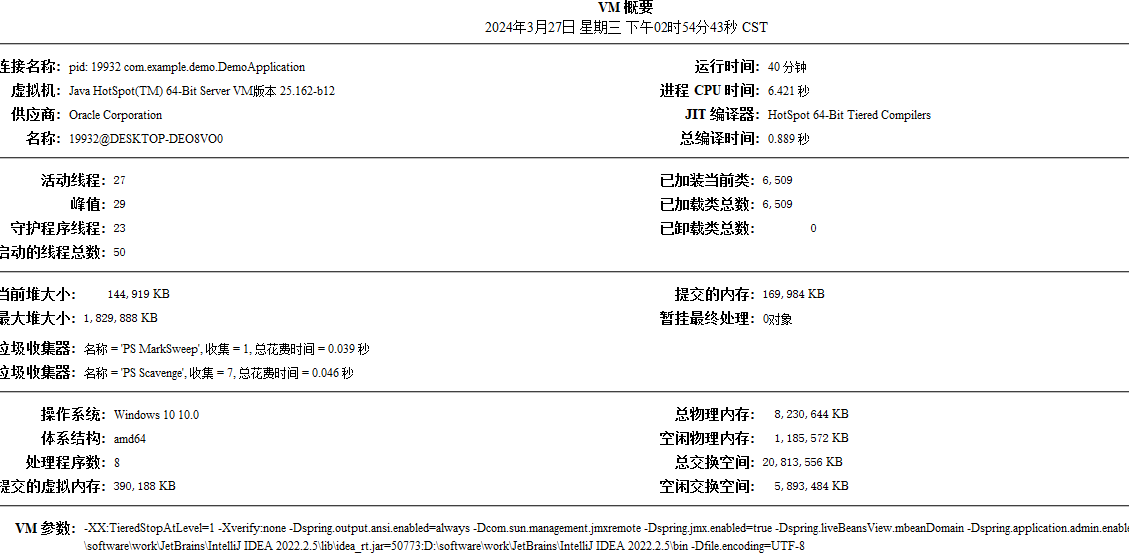 VM 概要
2024年3月27日 星期三 下午02时54分43秒 CST
连接名称： pid: 19932 com.example.demo.DemoApplication 运行时间： 40 分钟
虚拟机： Java HotSpot(TM) 64-Bit Server VM版本 25.162-b12 进程 CPU 时间： 6.421 秒
供应商： Oracle Corporation JIT 编译器： HotSpot 64-Bit Tiered Compilers
名称： 19932@DESKTOP-DEO8VO0 总编译时间： 0.889 秒
活动线程： 27 已加装当前类： 6,509
峰值： 29 已加载类总数： 6,509
守护程序线程： 23 已卸载类总数： 0
启动的线程总数： 50
当前堆大小： 144,919 KB 提交的内存： 169,984 KB
最大堆大小： 1,829,888 KB 暂挂最终处理： 0对象
垃圾收集器： 名称 = 'PS MarkSweep', 收集 = 1, 总花费时间 = 0.039 秒
垃圾收集器： 名称 = 'PS Scavenge', 收集 = 7, 总花费时间 = 0.046 秒
操作系统： Windows 10 10.0 总物理内存： 8,230,644 KB
体系结构： amd64 空闲物理内存： 1,185,572 KB
处理程序数： 8 总交换空间： 20,813,556 KB
提交的虚拟内存： 390,188 KB 空闲交换空间： 5,893,484 KB
VM 参数： -XX:TieredStopAtLevel=1 -Xverify:none -Dspring.output.ansi.enabled=always -Dcom.sun.management.jmxremote -Dspring.jmx.enabled=true -Dspring.liveBeansView.mbeanDomain -Dspring.application.admin.enable
\software\work\JetBrains\IntelliJ IDEA 2022.2.5\lib\idea_rt.jar=50773:D:\software\work\JetBrains\IntelliJ IDEA 2022.2.5\bin -Dfile.encoding=UTF-8